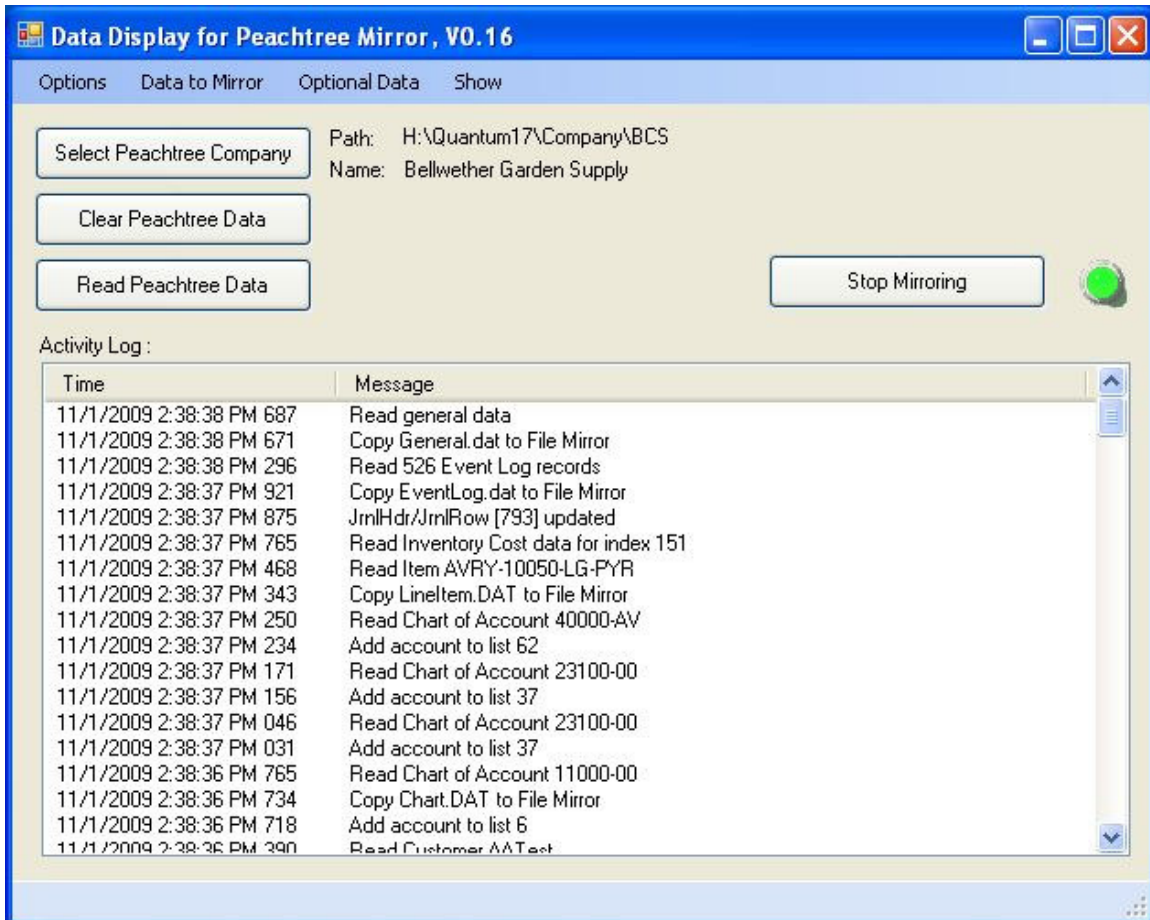 Data Display for Peachtree Mirror, V0.16
Options Data to Mirror Optional Data Show
Select Peachtree Company Path: H:\Quantum17\Company\BCS
Name: Bellwether Garden Supply
Clear Peachtree Data
Read Peachtree Data Stop Mirroring
Activity Log :
Time Message
11/1/2009 2:38:38 PM 687 Read general data
11/1/2009 2:38:38 PM 671 Copy General.dat to File Mirror
11/1/2009 2:38:38 PM 296 Read 526 Event Log records
11/1/2009 2:38:37 PM 921 Copy EventLog.dat to File Mirror
11/1/2009 2:38:37 PM 875 JrnlHdr/JrnlRow [793] updated
11/1/2009 2:38:37 PM 765 Read Inventory Cost data for index 151
11/1/2009 2:38:37 PM 468 Read Item AVRY-10050-LG-PYR
11/1/2009 2:38:37 PM 343 Copy LineItem.DAT to File Mirror
11/1/2009 2:38:37 PM 250 Read Chart of Account 40000-AV
11/1/2009 2:38:37 PM 234 Add account to list 62
11/1/2009 2:38:37 PM 171 Read Chart of Account 23100-00
11/1/2009 2:38:37 PM 156 Add account to list 37
11/1/2009 2:38:37 PM 046 Read Chart of Account 23100-00
11/1/2009 2:38:37 PM 031 Add account to list 37
11/1/2009 2:38:36 PM 765 Read Chart of Account 11000-00
11/1/2009 2:38:36 PM 734 Copy Chart.DAT to File Mirror
11/1/2009 2:38:36 PM 718 Add account to list 6
11/1/2009 2:38:36 PM 390 Read Customer AATest